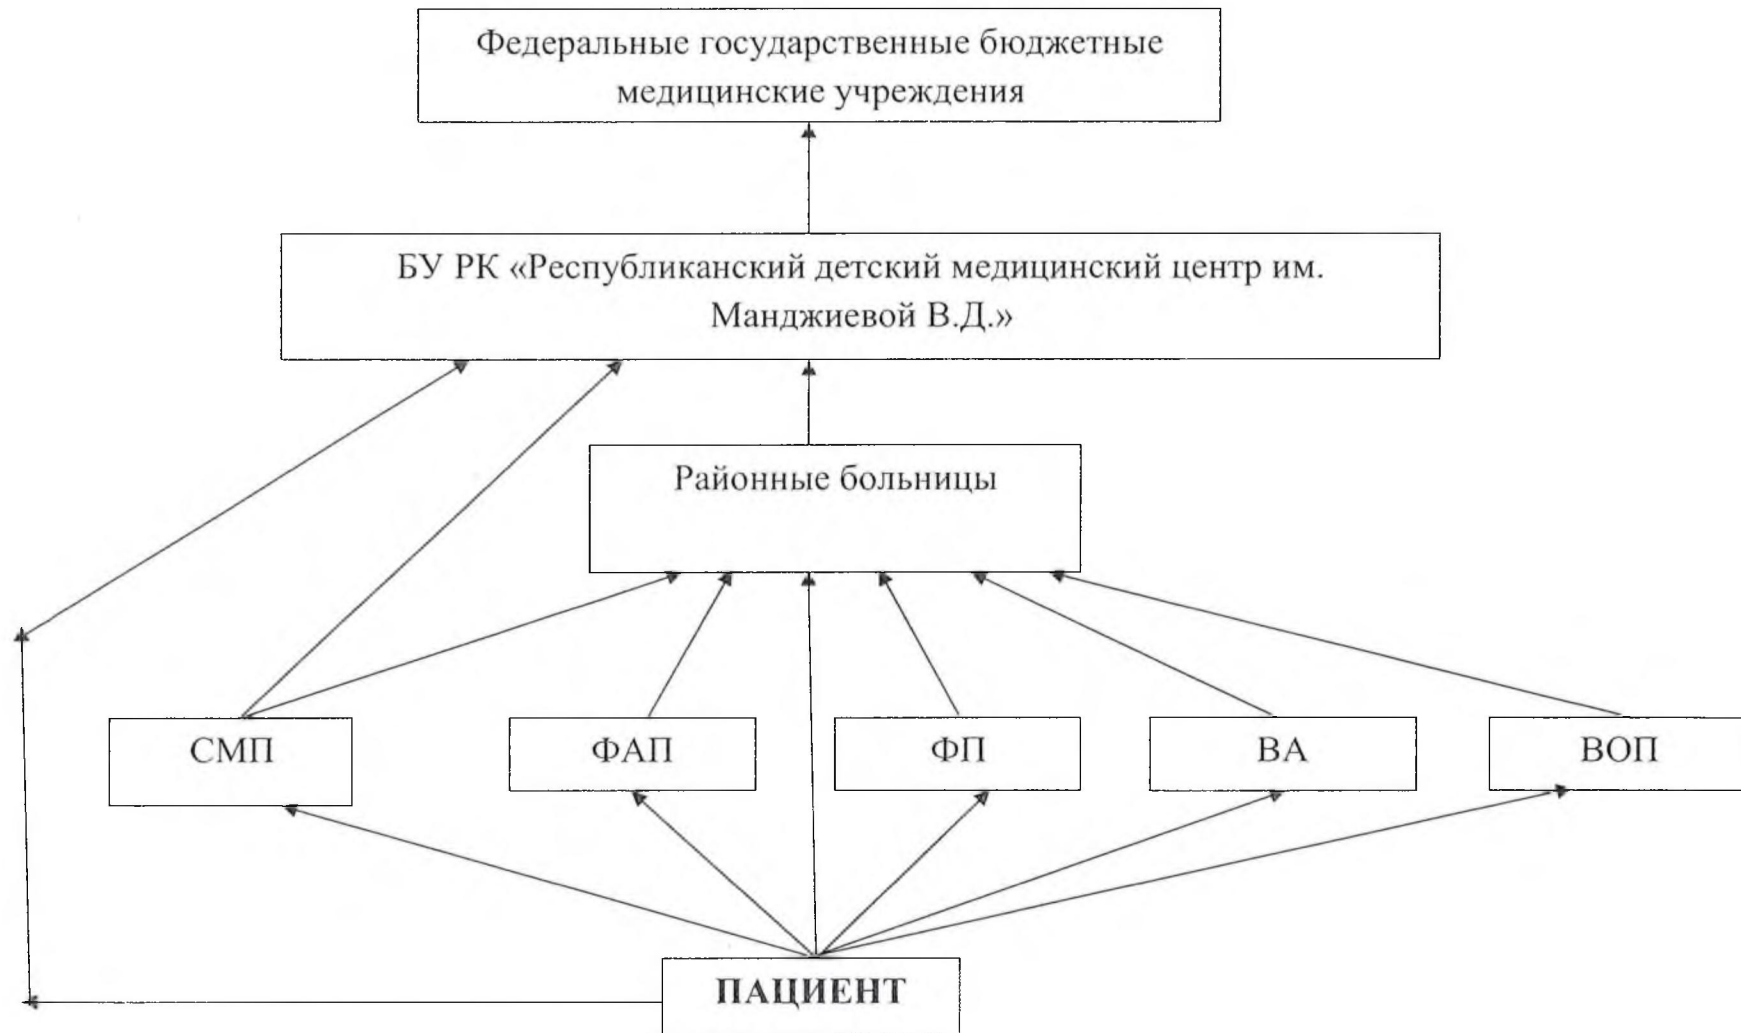 Федеральные государственные бюджетные
медицинские учреждения
БУ РК «Республиканский детский медицинский центр им.
Манджиевой В.Д.»
Районные больницы
СМП
ФАП
ФП
ВА
ВОП
ПАЦИЕНТ